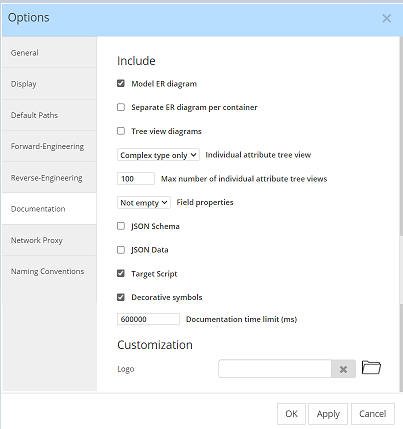 Options
General
Display
Default Paths
Forward-Engineering
Reverse-Engineering
Documentation
Network Proxy
Naming Conventions
Include
Model ER diagram
Separate ER diagram per container
Tree view diagrams
Complex type only Individual attribute tree view
100 Max number of individual attribute tree views
Not empty Field properties
JSON Schema
JSON Data
Target Script
Decorative symbols
600000 Documentation time limit (ms)
Customization
Logo
OK Apply Cancel